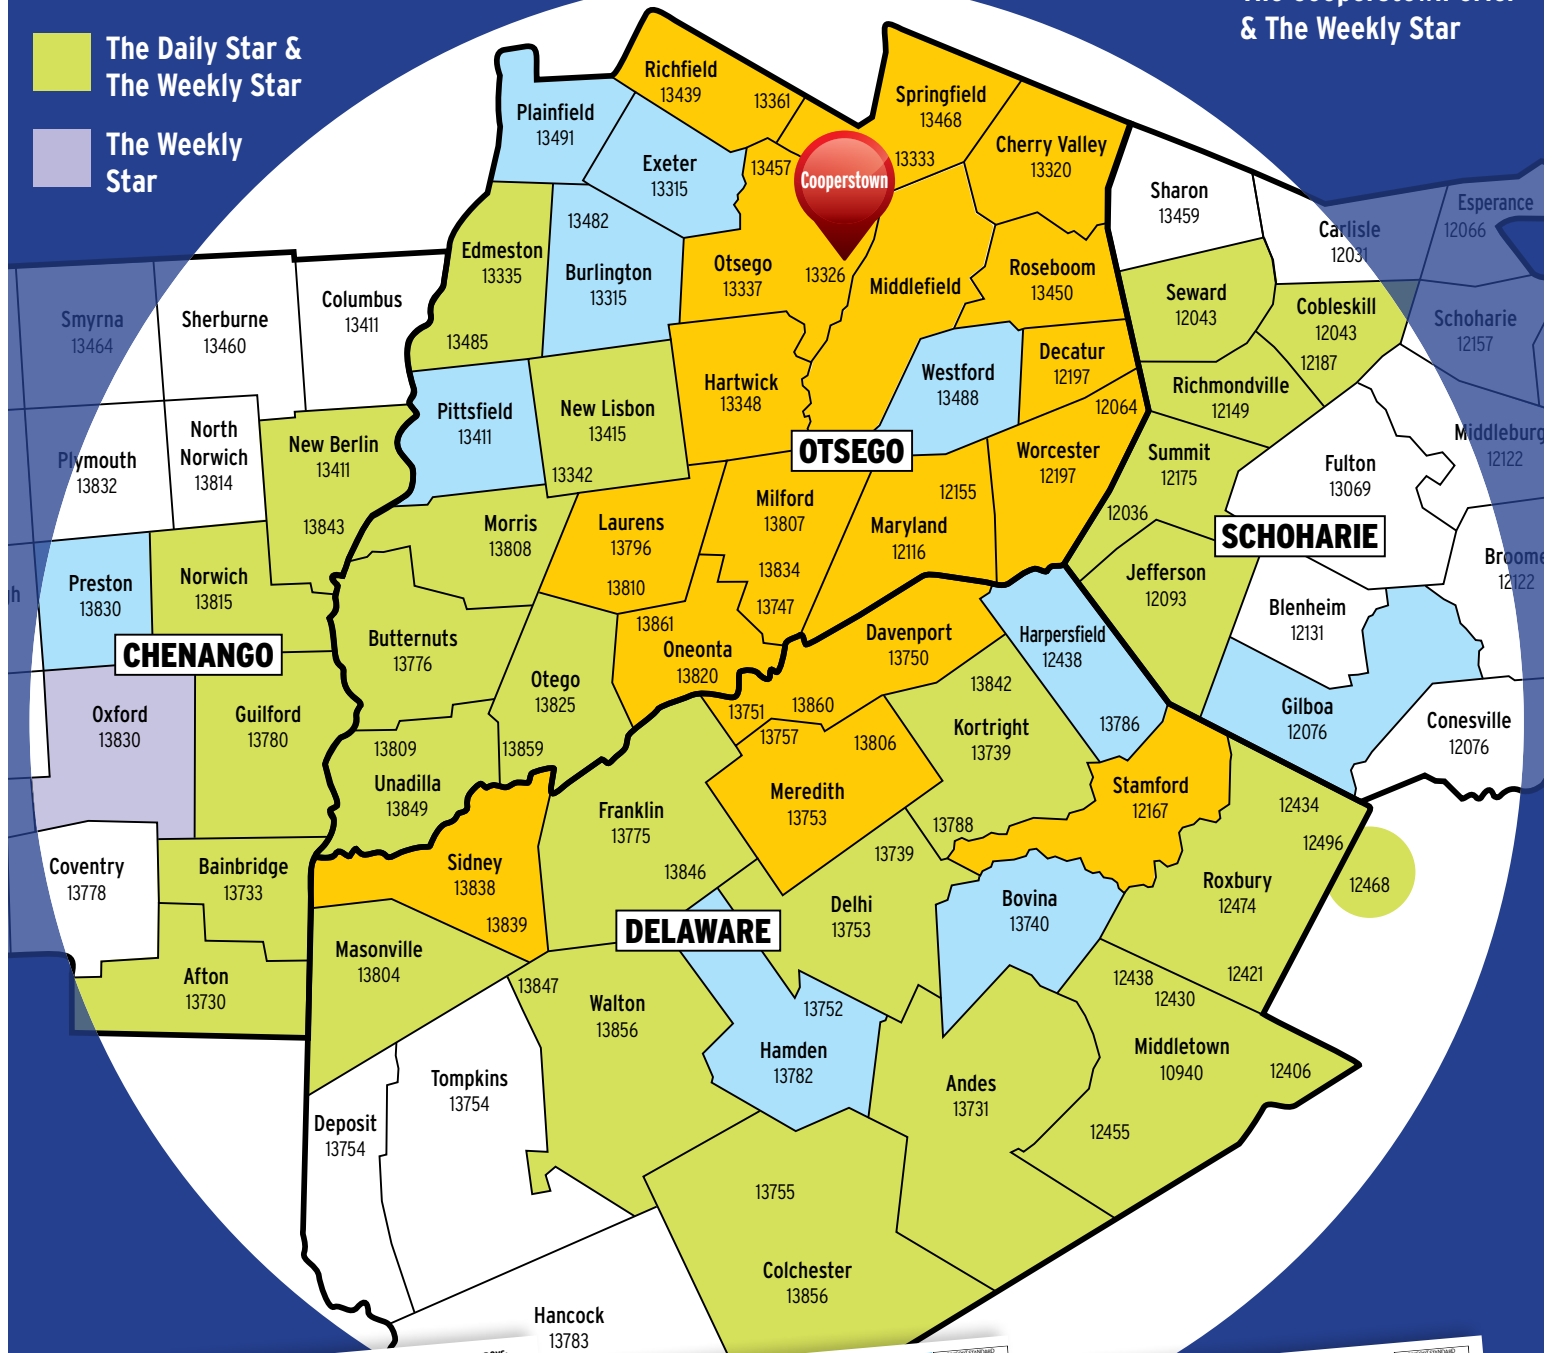 & The Weekly Star
The Daily Star &
The Weekly Star
The Weekly
Star
Richfield
13439
13361
Springfield
13468
13333
Plainfield
13491
Exeter
13315
13457
Cooperstown
Cherry Valley
13320
Sharon
13459
Carlisle
12031
Esperance
12066
13482
Edmeston
13335
13485
Burlington
13315
Otsego
13337
13326
Middlefield
Roseboom
13450
Seward
12043
Cobleskill
12043
12187
Schoharie
12157
Smyrna
13464
Sherburne
13460
Columbus
13411
Pittsfield
13411
New Lisbon
13415
13342
Hartwick
13348
Westford
13488
Decatur
12197
12064
Richmondville
12149
Plymouth
13832
North
Norwich
13814
New Berlin
13411
13843
OTSEGO
Worcester
12197
Summit
12175
12036
Fulton
13069
Middleburg
12122
Morris
13808
Laurens
13796
13810
Milford
13807
13834
13747
12155
Maryland
12116
SCHOHARIE
Jefferson
12093
Broome
12122
Preston
13830
Norwich
13815
CHENANGO
Butternuts
13776
13861
Oneonta
13820
Davenport
13750
Harpersfield
12438
13786
Blenheim
12131
Oxford
13830
Guilford
13780
Otego
13825
13859
13751
13860
13757
13806
13842
Kortright
13739
13788
Gilboa
12076
Conesville
12076
13809
Unadilla
13849
Franklin
13775
13846
Meredith
13753
Stamford
12167
12434
12496
Coventry
13778
Bainbridge
13733
Sidney
13838
13839
13739
Delhi
13753
Bovina
13740
Roxbury
12474
12468
DELAWARE
Afton
13730
Masonville
13804
13847
Walton
13856
13752
Hamden
13782
12438
12430
12421
Middletown
10940
12406
12455
Tompkins
13754
Deposit
13754
Andes
13731
13755
Colchester
13856
Hancock
13783